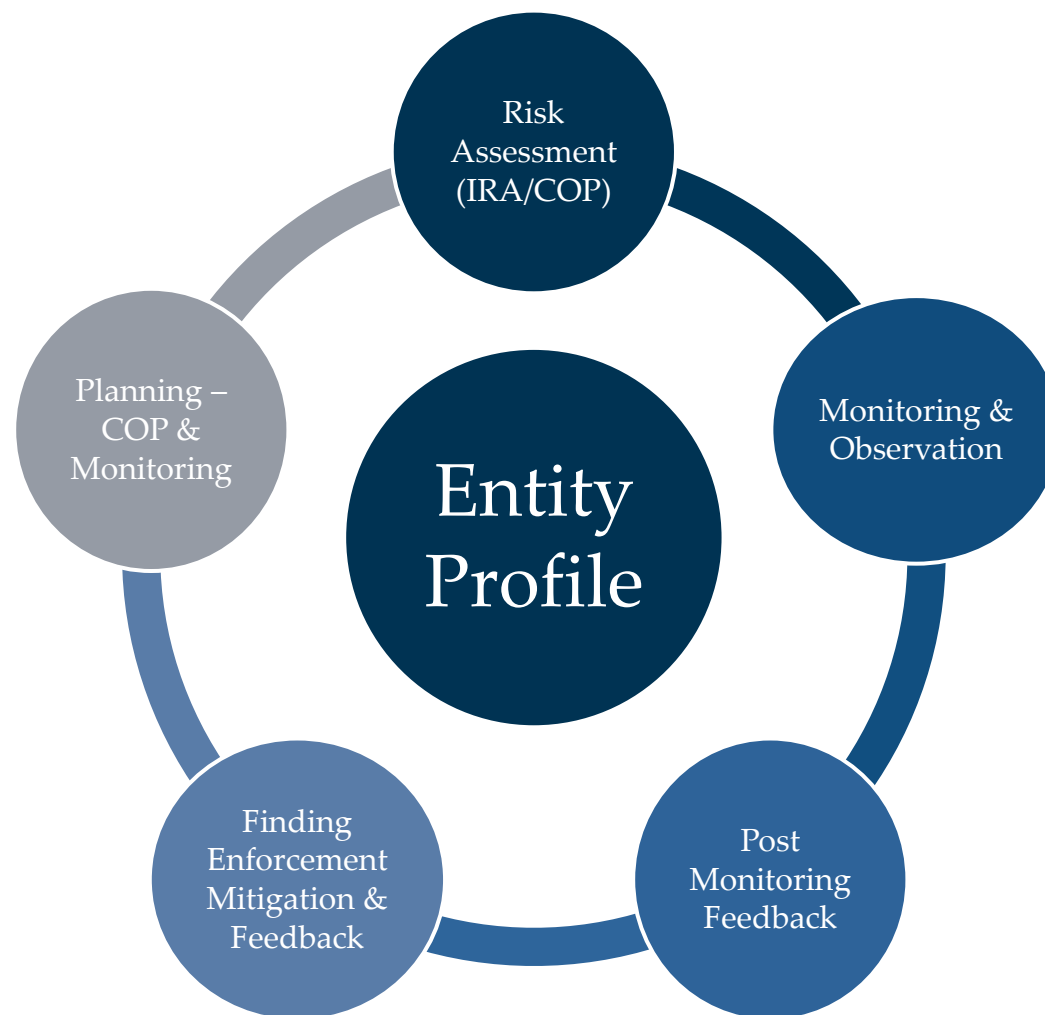 Risk
Assessment
(IRA/COP)
Monitoring &
Observation
Post
Monitoring
Feedback
Finding
Enforcement
Mitigation &
Feedback
Planning –
COP &
Monitoring
Entity
Profile